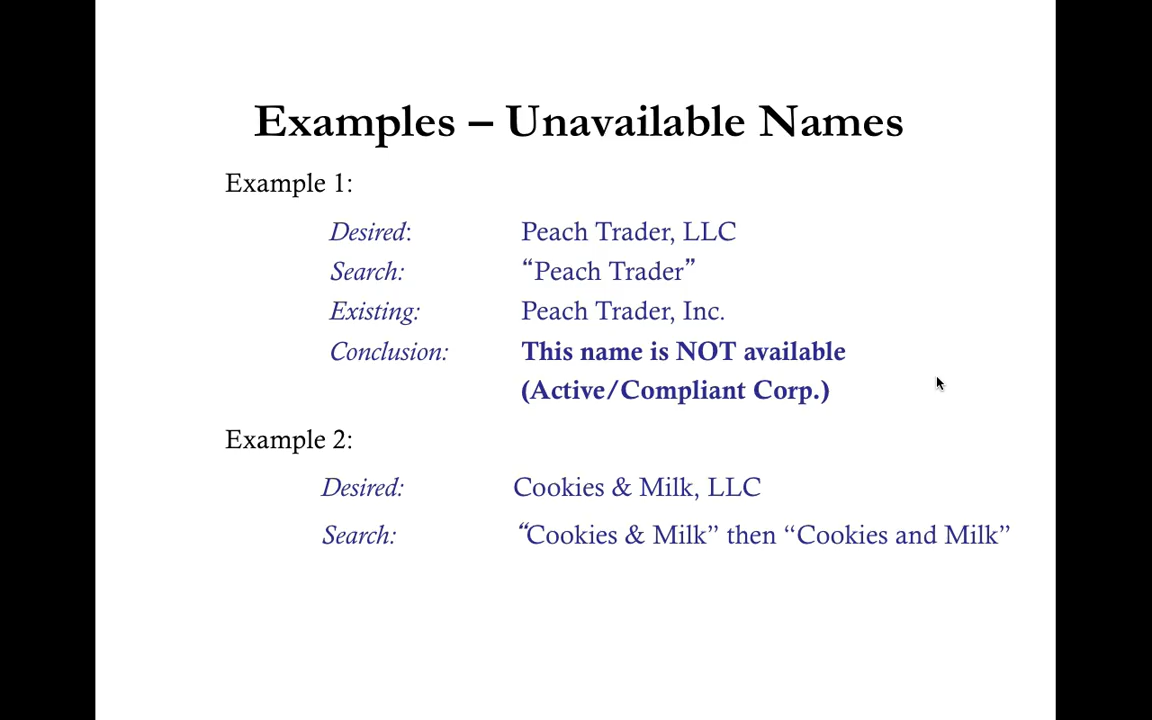 Examples – Unavailable Names
Example 1:
Desired: Peach Trader, LLC
Search: “Peach Trader”
Existing: Peach Trader, Inc.
Conclusion: This name is NOT available
(Active/Compliant Corp.)
Example 2:
Desired: Cookies & Milk, LLC
Search: “Cookies & Milk” then “Cookies and Milk”